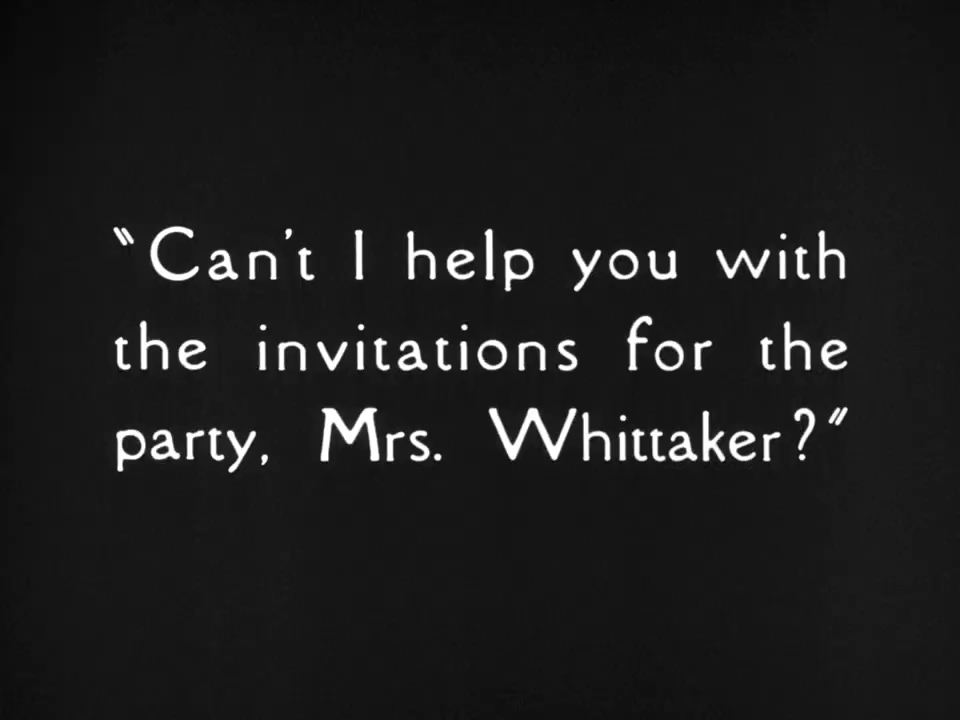 "Can't I help you with
the invitations for the
party, Mrs. Whittaker?"